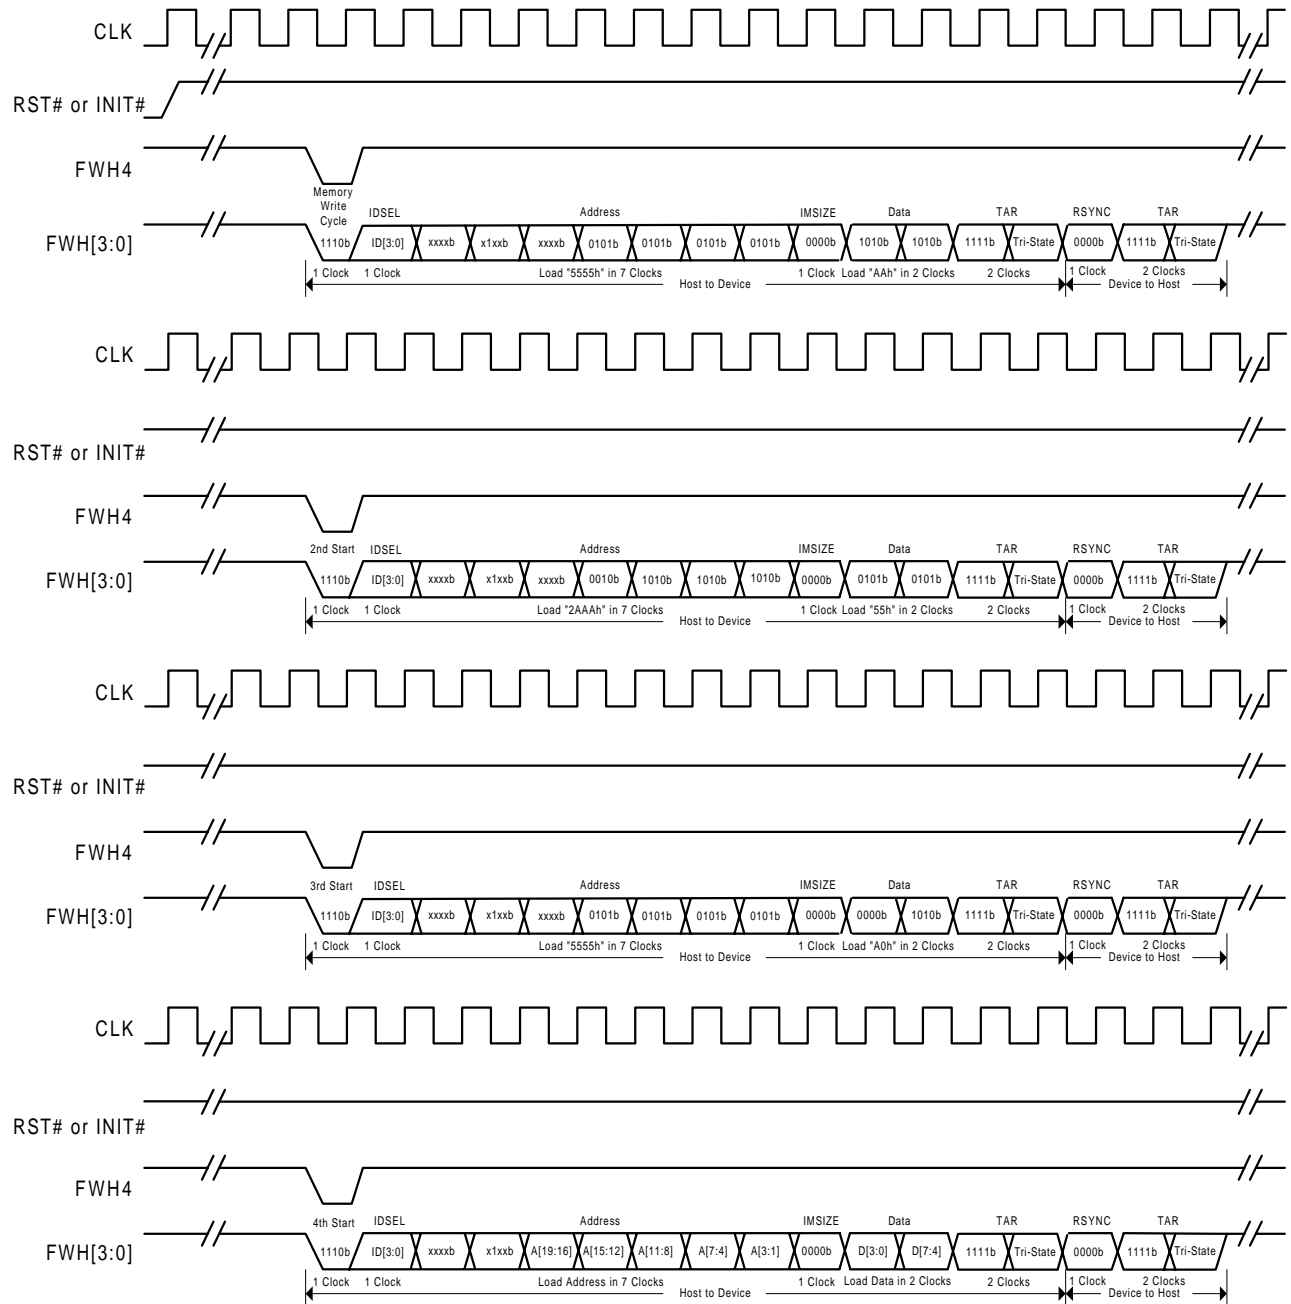 CLK
RST# or INIT#
FWH4
Memory
Write
Cycle
IDSEL Address IMSIZE Data TAR RSYNC TAR
FWH[3:0] 1110b ID[3:0] xxxxb x1xxb xxxxb 0101b 0101b 0101b 0101b 0000b 1010b 1010b 1111b Tri-State 0000b 1111b Tri-State
1 Clock 1 Clock Load "5555h" in 7 Clocks 1 Clock Load "AAh" in 2 Clocks 2 Clocks 1 Clock 2 Clocks
Host to Device Device to Host
CLK
RST# or INIT#
FWH4
2nd Start IDSEL Address IMSIZE Data TAR RSYNC TAR
FWH[3:0] 1110b ID[3:0] xxxxb x1xxb xxxxb 0010b 1010b 1010b 1010b 0000b 0101b 0101b 1111b Tri-State 0000b 1111b Tri-State
1 Clock 1 Clock Load "2AAAh" in 7 Clocks 1 Clock Load "55h" in 2 Clocks 2 Clocks 1 Clock 2 Clocks
Host to Device Device to Host
CLK
RST# or INIT#
FWH4
3rd Start IDSEL Address IMSIZE Data TAR RSYNC TAR
FWH[3:0] 1110b ID[3:0] xxxxb x1xxb xxxxb 0101b 0101b 0101b 0101b 0000b 0000b 1010b 1111b Tri-State 0000b 1111b Tri-State
1 Clock 1 Clock Load "5555h" in 7 Clocks 1 Clock Load "A0h" in 2 Clocks 2 Clocks 1 Clock 2 Clocks
Host to Device Device to Host
CLK
RST# or INIT#
FWH4
4th Start IDSEL Address IMSIZE Data TAR RSYNC TAR
FWH[3:0] 1110b ID[3:0] xxxxb x1xxb A[19:16] A[15:12] A[11:8] A[7:4] A[3:1] 0000b D[3:0] D[7:4] 1111b Tri-State 0000b 1111b Tri-State
1 Clock 1 Clock Load Address in 7 Clocks 1 Clock Load Data in 2 Clocks 2 Clocks 1 Clock 2 Clocks
Host to Device Device to Host